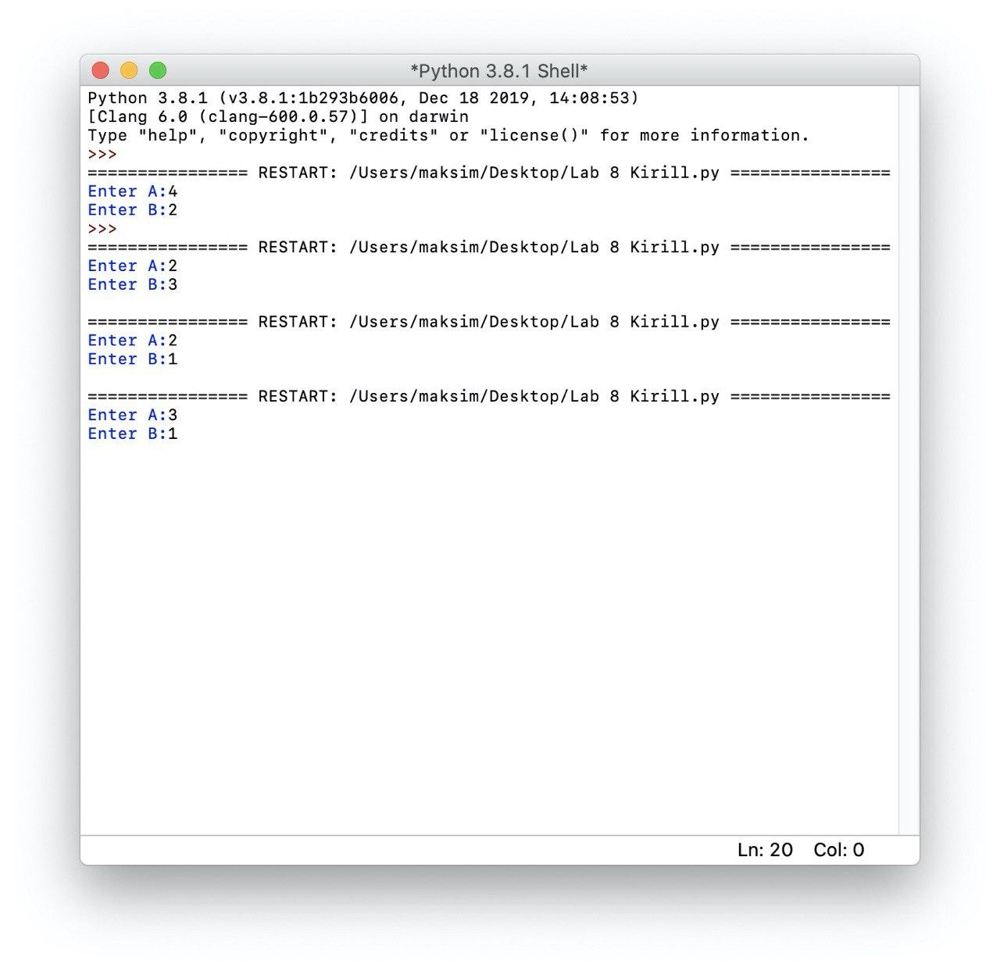 *Python 3.8.1 Shell*
Python 3.8.1 (v3.8.1:1b293b6006, Dec 18 2019, 14:08:53)
[Clang 6.0 (clang-600.0.57)] on darwin
Type "help", "copyright", "credits" or "license()" for more information.
>>>
================ RESTART: /Users/maksim/Desktop/Lab 8 Kirill.py ================
Enter A:4
Enter B:2
>>>
================ RESTART: /Users/maksim/Desktop/Lab 8 Kirill.py ================
Enter A:2
Enter B:3
================ RESTART: /Users/maksim/Desktop/Lab 8 Kirill.py ================
Enter A:2
Enter B:1
================ RESTART: /Users/maksim/Desktop/Lab 8 Kirill.py ================
Enter A:3
Enter B:1
Ln: 20 Col: 0